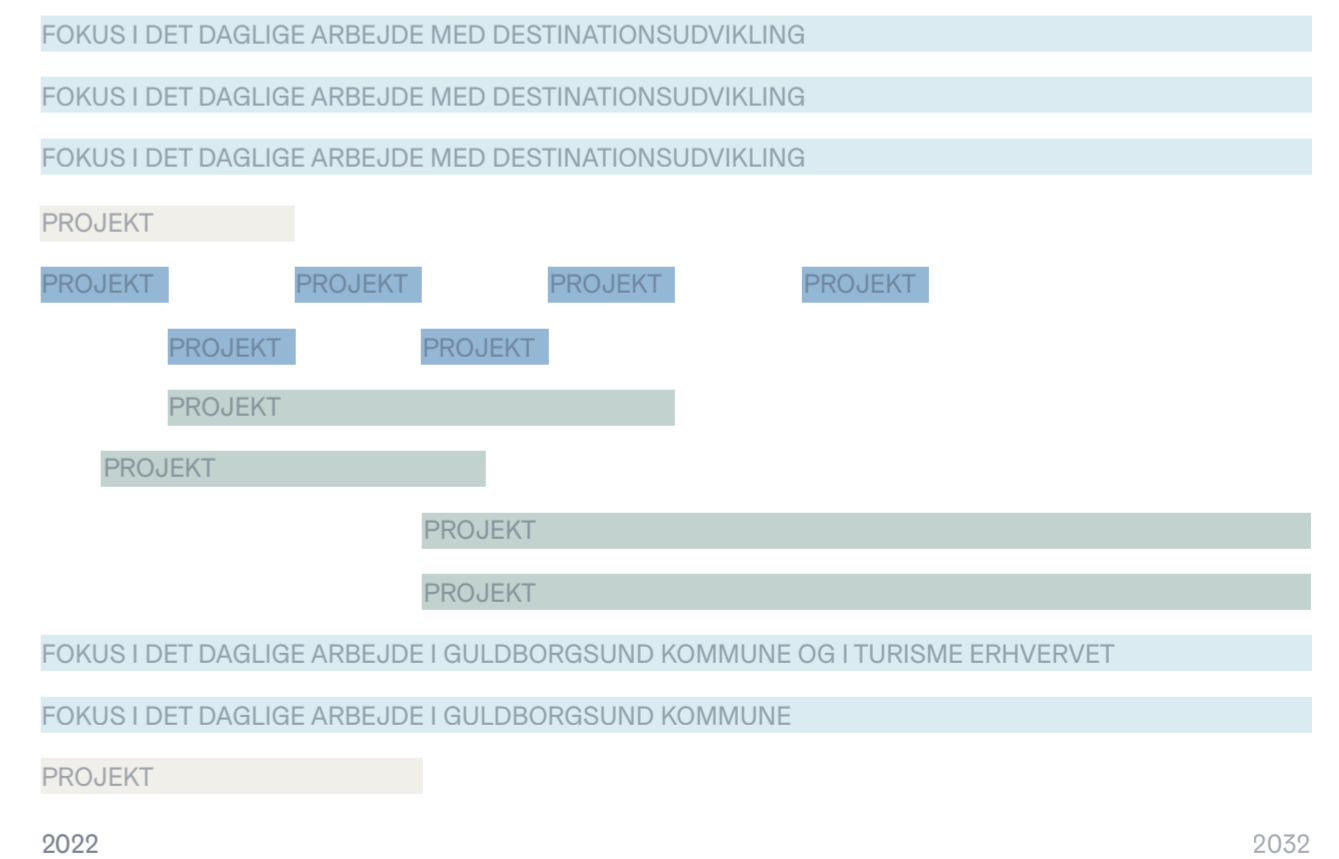 FOKUS I DET DAGLIGE ARBEJDE MED DESTINATIONSUDVIKLING
FOKUS I DET DAGLIGE ARBEJDE MED DESTINATIONSUDVIKLING
FOKUS I DET DAGLIGE ARBEJDE MED DESTINATIONSUDVIKLING
PROJEKT
PROJEKT PROJEKT PROJEKT PROJEKT
PROJEKT PROJEKT
PROJEKT
PROJEKT
PROJEKT
PROJEKT
FOKUS I DET DAGLIGE ARBEJDE I GULDBORGSUND KOMMUNE OG I TURISME ERHVERVET
FOKUS I DET DAGLIGE ARBEJDE I GULDBORGSUND KOMMUNE
PROJEKT
2022 2032